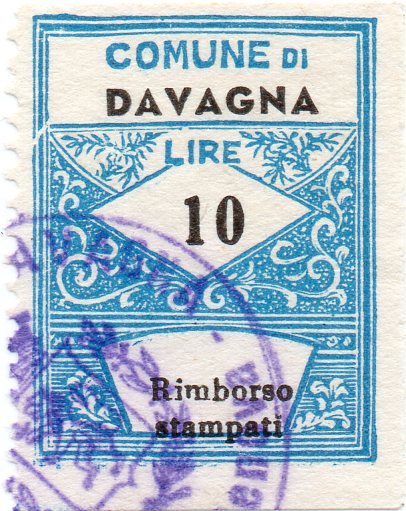 COMUNE DI
DAVAGNA
LIRE
10
Rimborso
stampati